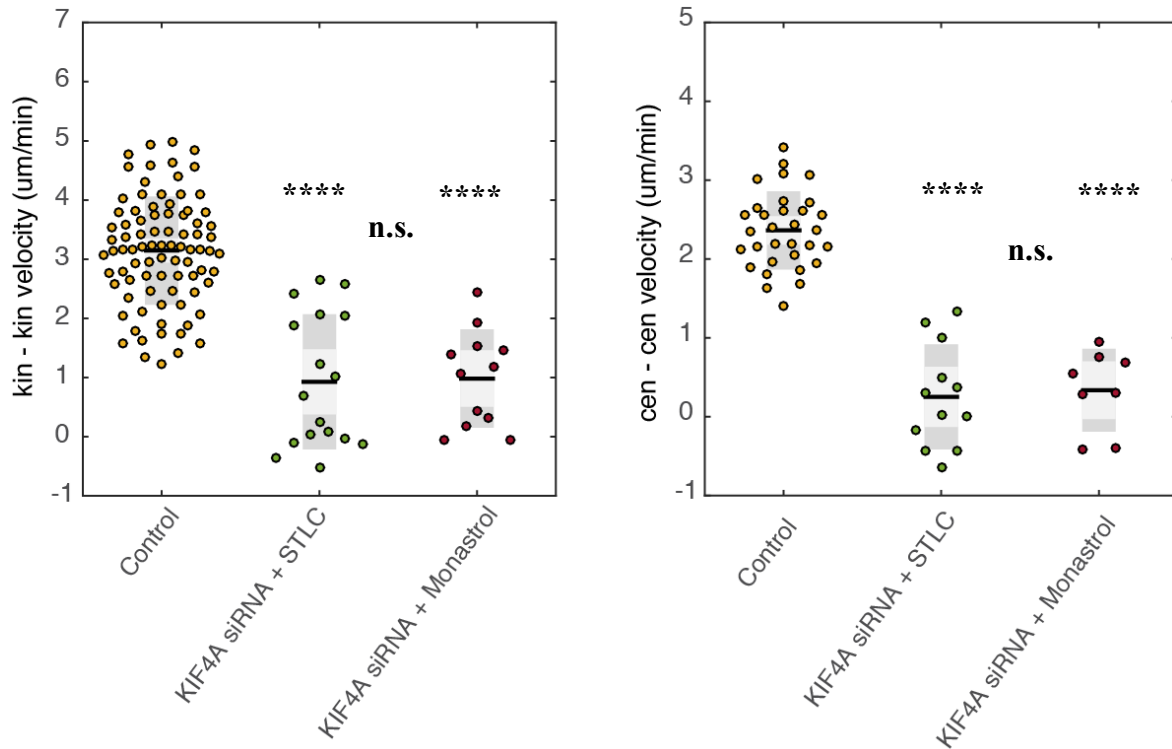 kin - kin velocity (um/min)
7
6
5
4
3
2
1
0
-1
****
****
n.s.
Control
KIF4A siRNA + STLC
KIF4A siRNA + Monastrol
cen - cen velocity (um/min)
5
4
3
2
1
0
-1
****
****
n.s.
Control
KIF4A siRNA + STLC
KIF4A siRNA + Monastrol